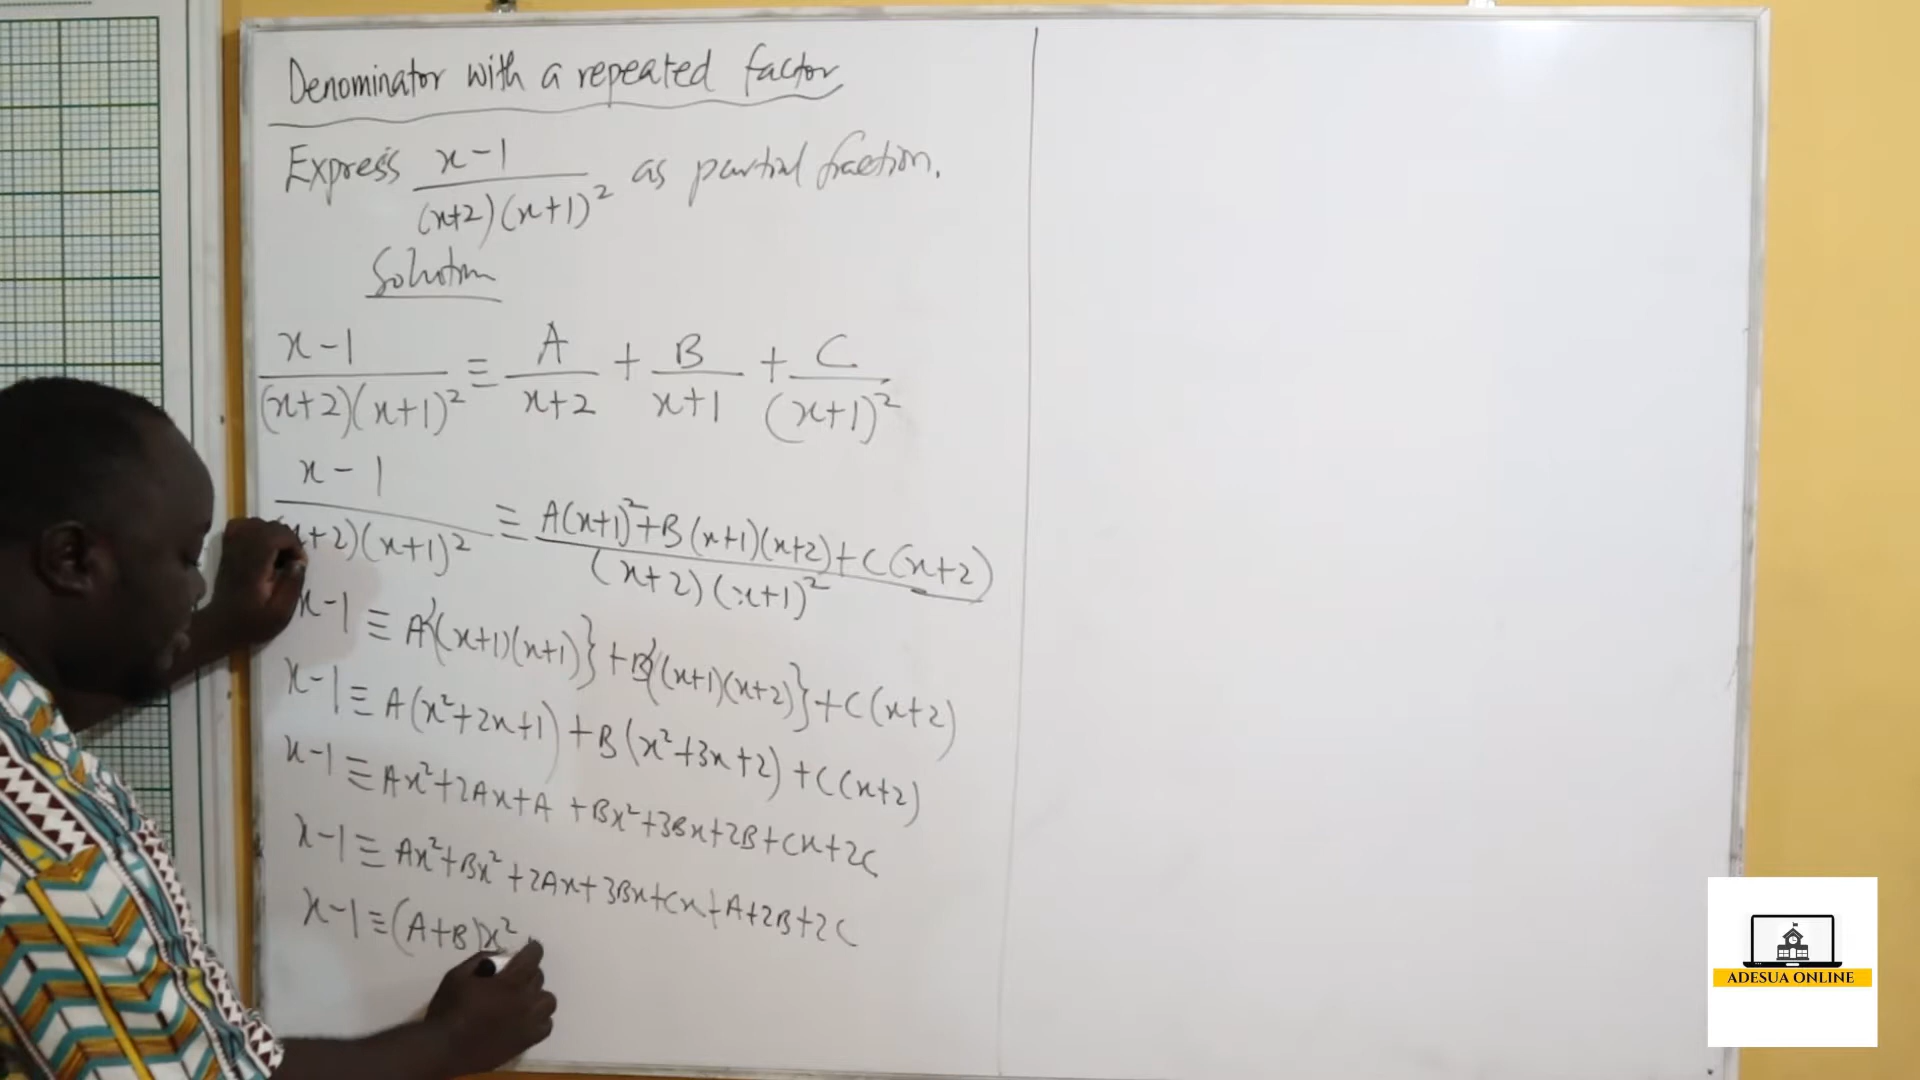 Denominator with a repeated factor
Express x-1/(x+2)(x+1)² as partial fraction.
Solution
x-1/(x+2)(x+1)² ≡ A/x+2 + B/x+1 + C/(x+1)²
x-1/(x+2)(x+1)² ≡ A(x+1)²+B(x+1)(x+2)+C(x+2)/(x+2)(x+1)²
x-1 ≡ A{(x+1)(x+1)}+B{(x+1)(x+2)}+C(x+2)
x-1 ≡ A(x²+2x+1)+B(x²+3x+2)+C(x+2)
x-1 ≡ Ax²+2Ax+A+Bx²+3Bx+2B+Cx+2C
x-1 ≡ Ax²+Bx²+2Ax+3Bx+Cx+A+2B+2C
x-1 ≡ (A+B)x²
ADESUA ONLINE